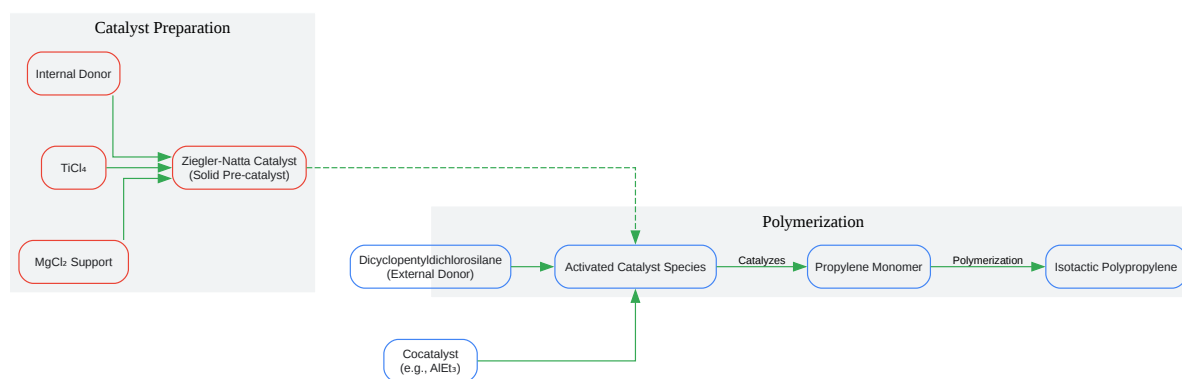 Catalyst Preparation
Internal Donor
TiCl₄
Ziegler-Natta Catalyst
(Solid Pre-catalyst)
MgCl₂ Support
Polymerization
Dicyclopentyldichlorosilane
(External Donor)
Activated Catalyst Species
Catalyzes
Propylene Monomer
Polymerization
Isotactic Polypropylene
Cocatalyst
(e.g., AlEt₃)